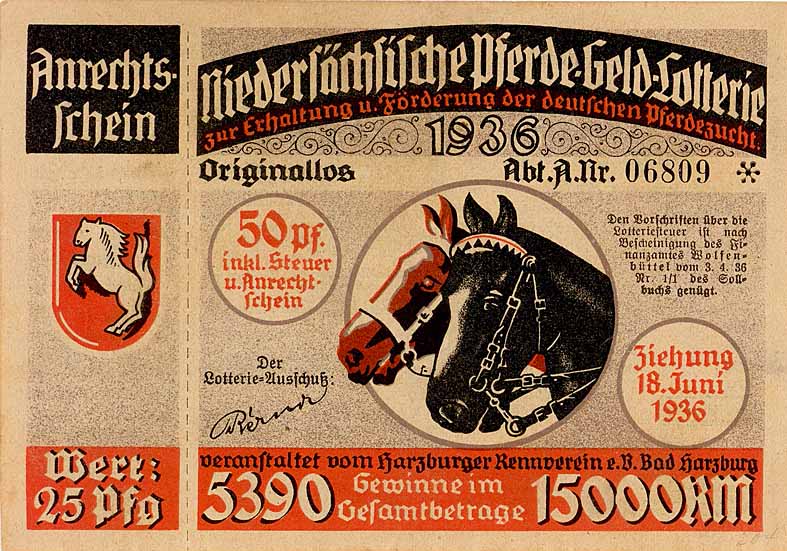 Anrechts-
schein
Wert:
25 Pfg
Niedersächsische Pferde-Geld-Lotterie
zur Erhaltung u. Förderung der deutschen Pferdezucht.
1936
Originallos
Abt. A. Nr. 06809 *
50 Pf.
inkl. Steuer
u. Anrecht-
schein
Den Vorschriften über die
Lotteriesteuer ist nach
Bescheinigung des Fi-
nanzamtes Wolfen-
büttel vom 3. 4. 36
Nr. 1/1 des Soll-
buchs genügt.
Der
Lotterie-Ausschuß:
Ziehung
18. Juni
1936
veranstaltet vom Harzburger Rennverein e.V. Bad Harzburg
5390 Gewinne im
Gesamtbetrage 15000RM